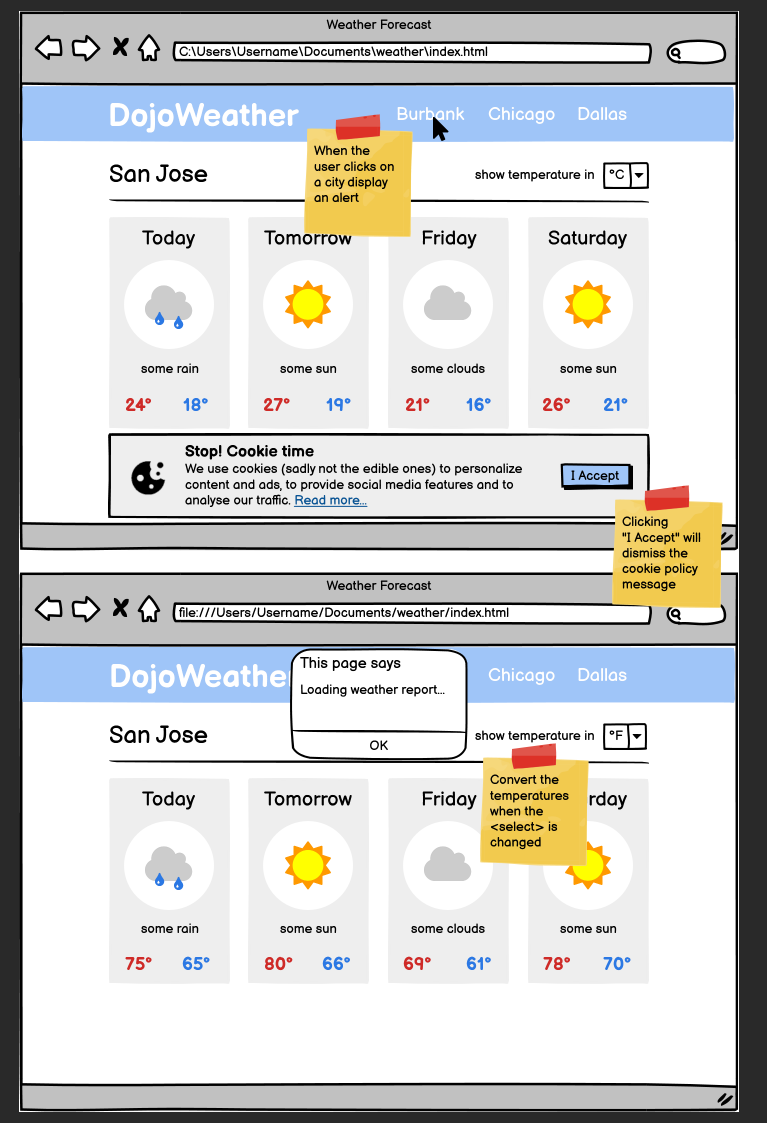 Weather Forecast
C:\Users\Username\Documents\weather\index.html
DojoWeather
Burbank Chicago Dallas
When the
user clicks on
a city display
an alert
San Jose
show temperature in °C
Today Tomorrow Friday Saturday
some rain some sun some clouds some sun
24° 18° 27° 19° 21° 16° 26° 21°
Stop! Cookie time
We use cookies (sadly not the edible ones) to personalize
content and ads, to provide social media features and to
analyse our traffic. Read more...
I Accept
Clicking
"I Accept" will
dismiss the
cookie policy
message
Weather Forecast
file:///Users/Username/Documents/weather/index.html
DojoWeathe
Chicago Dallas
This page says
Loading weather report...
OK
San Jose
show temperature in °F
Convert the
temperatures
when the
<select> is
changed
Today Tomorrow Friday rday
some rain some sun some clouds some sun
75° 65° 80° 66° 69° 61° 78° 70°